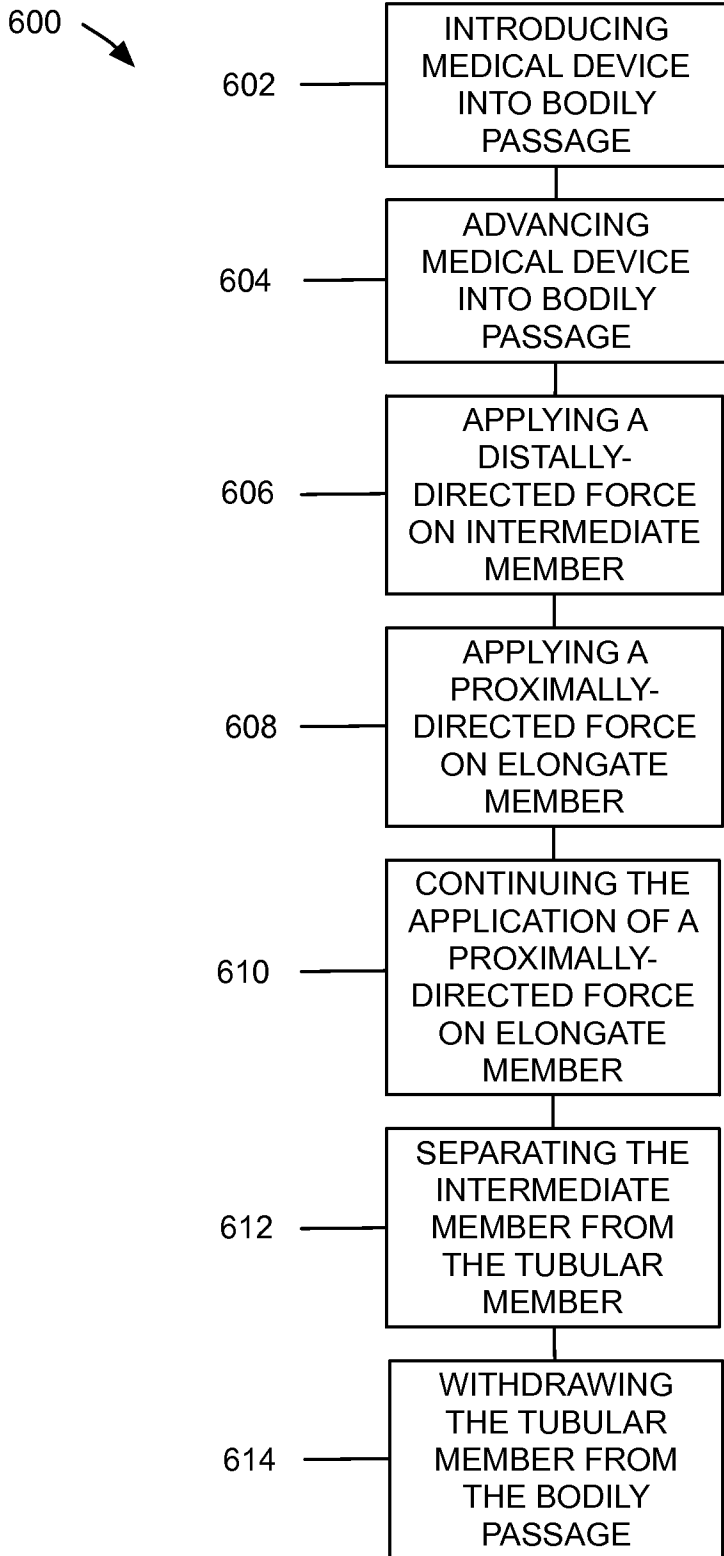 600
602
INTRODUCING
MEDICAL DEVICE
INTO BODILY
PASSAGE
604
ADVANCING
MEDICAL DEVICE
INTO BODILY
PASSAGE
606
APPLYING A
DISTALLY-
DIRECTED FORCE
ON INTERMEDIATE
MEMBER
608
APPLYING A
PROXIMALLY-
DIRECTED FORCE
ON ELONGATE
MEMBER
610
CONTINUING THE
APPLICATION OF A
PROXIMALLY-
DIRECTED FORCE
ON ELONGATE
MEMBER
612
SEPARATING THE
INTERMEDIATE
MEMBER FROM
THE TUBULAR
MEMBER
614
WITHDRAWING
THE TUBULAR
MEMBER FROM
THE BODILY
PASSAGE